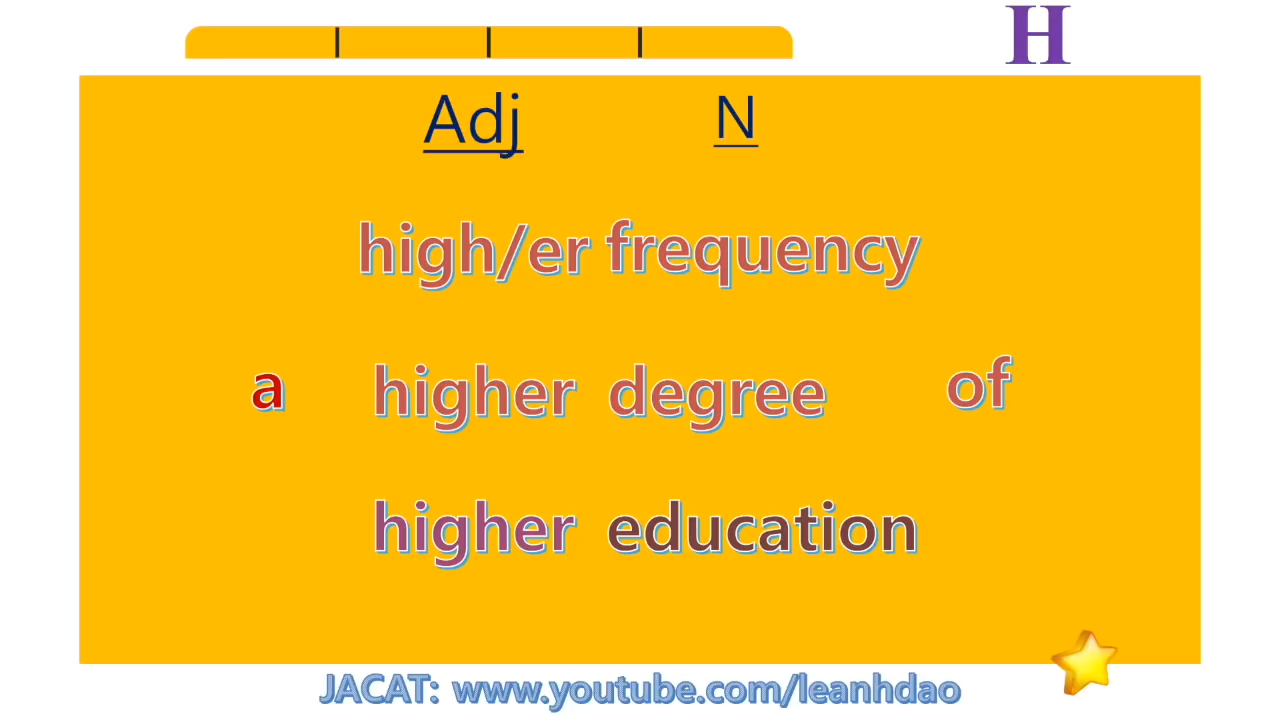 H
Adj N
high/er frequency
a higher degree of
higher education
JACAT: www.youtube.com/leanhdao